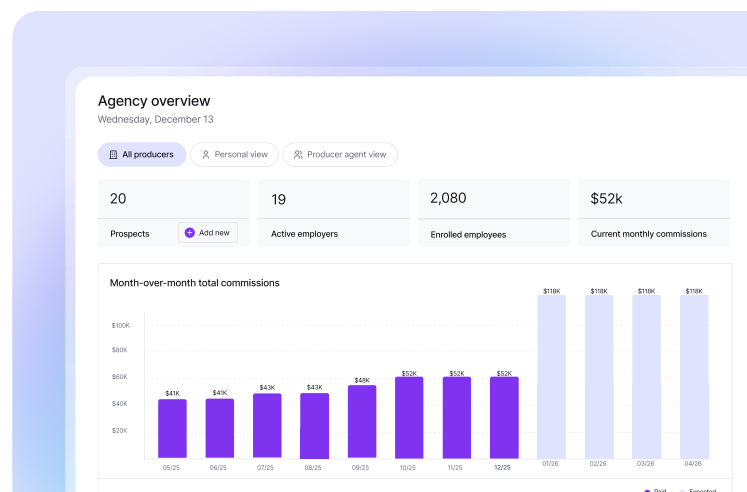 Agency overview
Wednesday, December 13
All producers
Personal view
Producer agent view
20
19
2,080
$52k
Prospects
Add new
Active employers
Enrolled employees
Current monthly commissions
Month-over-month total commissions
$118K
$118K
$118K
$118K
$100K
$80K
$60K
$40K
$20K
$41K
$41K
$43K
$43K
$48K
$52K
$52K
$52K
05/25
06/25
07/25
08/25
09/25
10/25
11/25
12/25
01/26
02/26
03/26
04/26
Paid
Expected